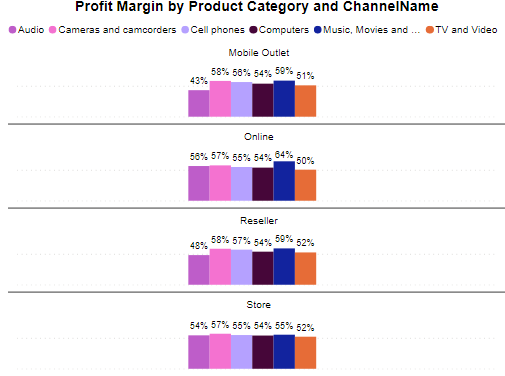 Profit Margin by Product Category and ChannelName
Audio Cameras and camcorders Cell phones Computers Music, Movies and ... TV and Video
Mobile Outlet
43% 58% 56% 54% 59% 51%
Online
56% 57% 55% 54% 64% 50%
Reseller
48% 58% 57% 54% 59% 52%
Store
54% 57% 55% 54% 55% 52%